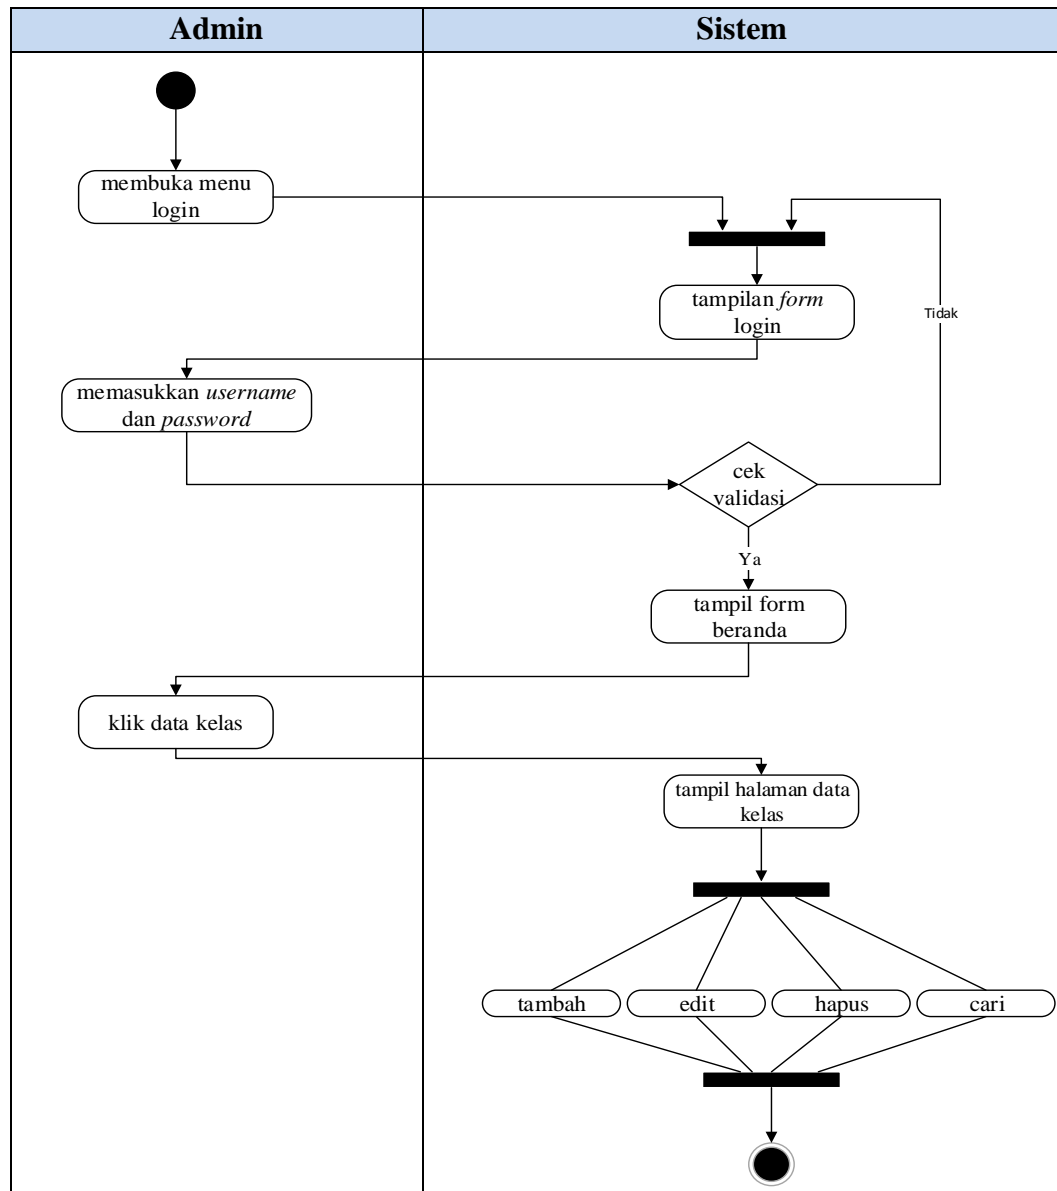 Admin
Sistem
membuka menu
login
tampilan form
login
Tidak
memasukkan username
dan password
cek
validasi
Ya
tampil form
beranda
klik data kelas
tampil halaman data
kelas
tambah
edit
hapus
cari